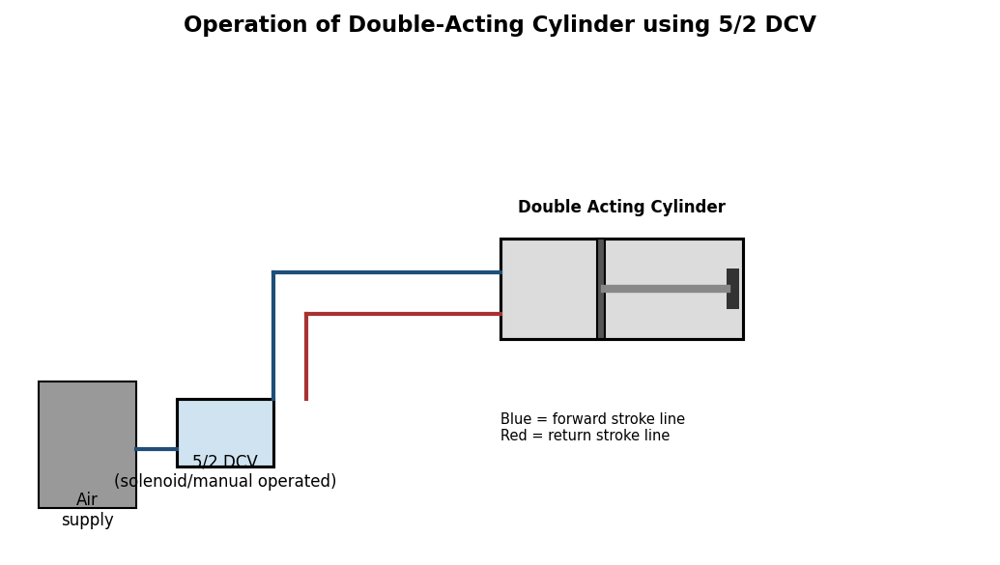 Operation of Double-Acting Cylinder using 5/2 DCV
Double Acting Cylinder
Blue = forward stroke line
Red = return stroke line
5/2 DCV
(solenoid/manual operated)
Air
supply